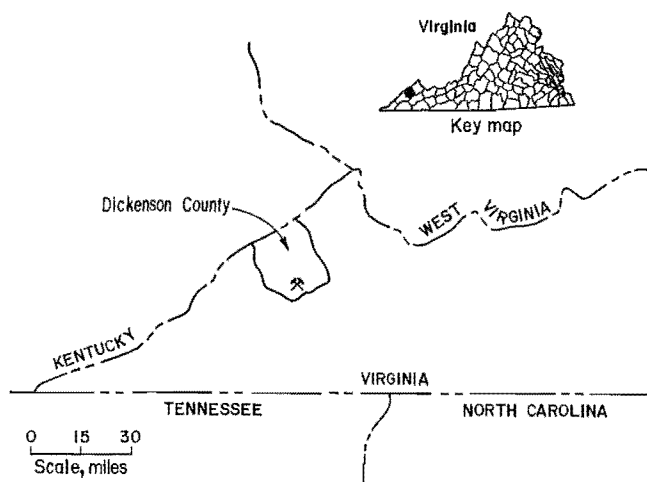 Virginia
Key map
Dickenson County
WEST VIRGINIA
KENTUCKY
VIRGINIA
TENNESSEE
NORTH CAROLINA
0 15 30
Scale, miles